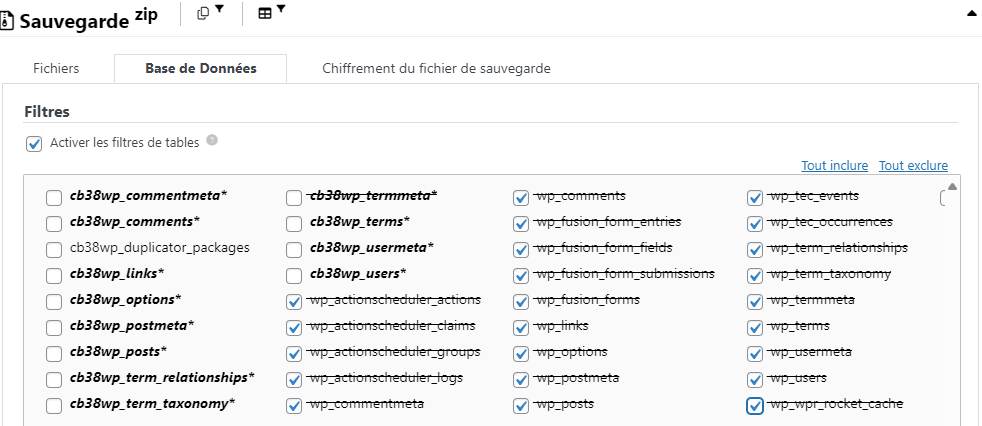 Sauvegarde zip
Fichiers
Base de Données
Chiffrement du fichier de sauvegarde
Filtres
Activer les filtres de tables ?
Tout inclure Tout exclure
cb38wp_commentmeta*
cb38wp_comments*
cb38wp_duplicator_packages
cb38wp_links*
cb38wp_options*
cb38wp_postmeta*
cb38wp_posts*
cb38wp_term_relationships*
cb38wp_term_taxonomy*
cb38wp_termmeta*
cb38wp_terms*
cb38wp_usermeta*
cb38wp_users*
wp_actionscheduler_actions
wp_actionscheduler_claims
wp_actionscheduler_groups
wp_actionscheduler_logs
wp_commentmeta
wp_comments
wp_fusion_form_entries
wp_fusion_form_fields
wp_fusion_form_submissions
wp_fusion_forms
wp_links
wp_options
wp_postmeta
wp_posts
wp_tec_events
wp_tec_occurrences
wp_term_relationships
wp_term_taxonomy
wp_termmeta
wp_terms
wp_usermeta
wp_users
wp_wpr_rocket_cache